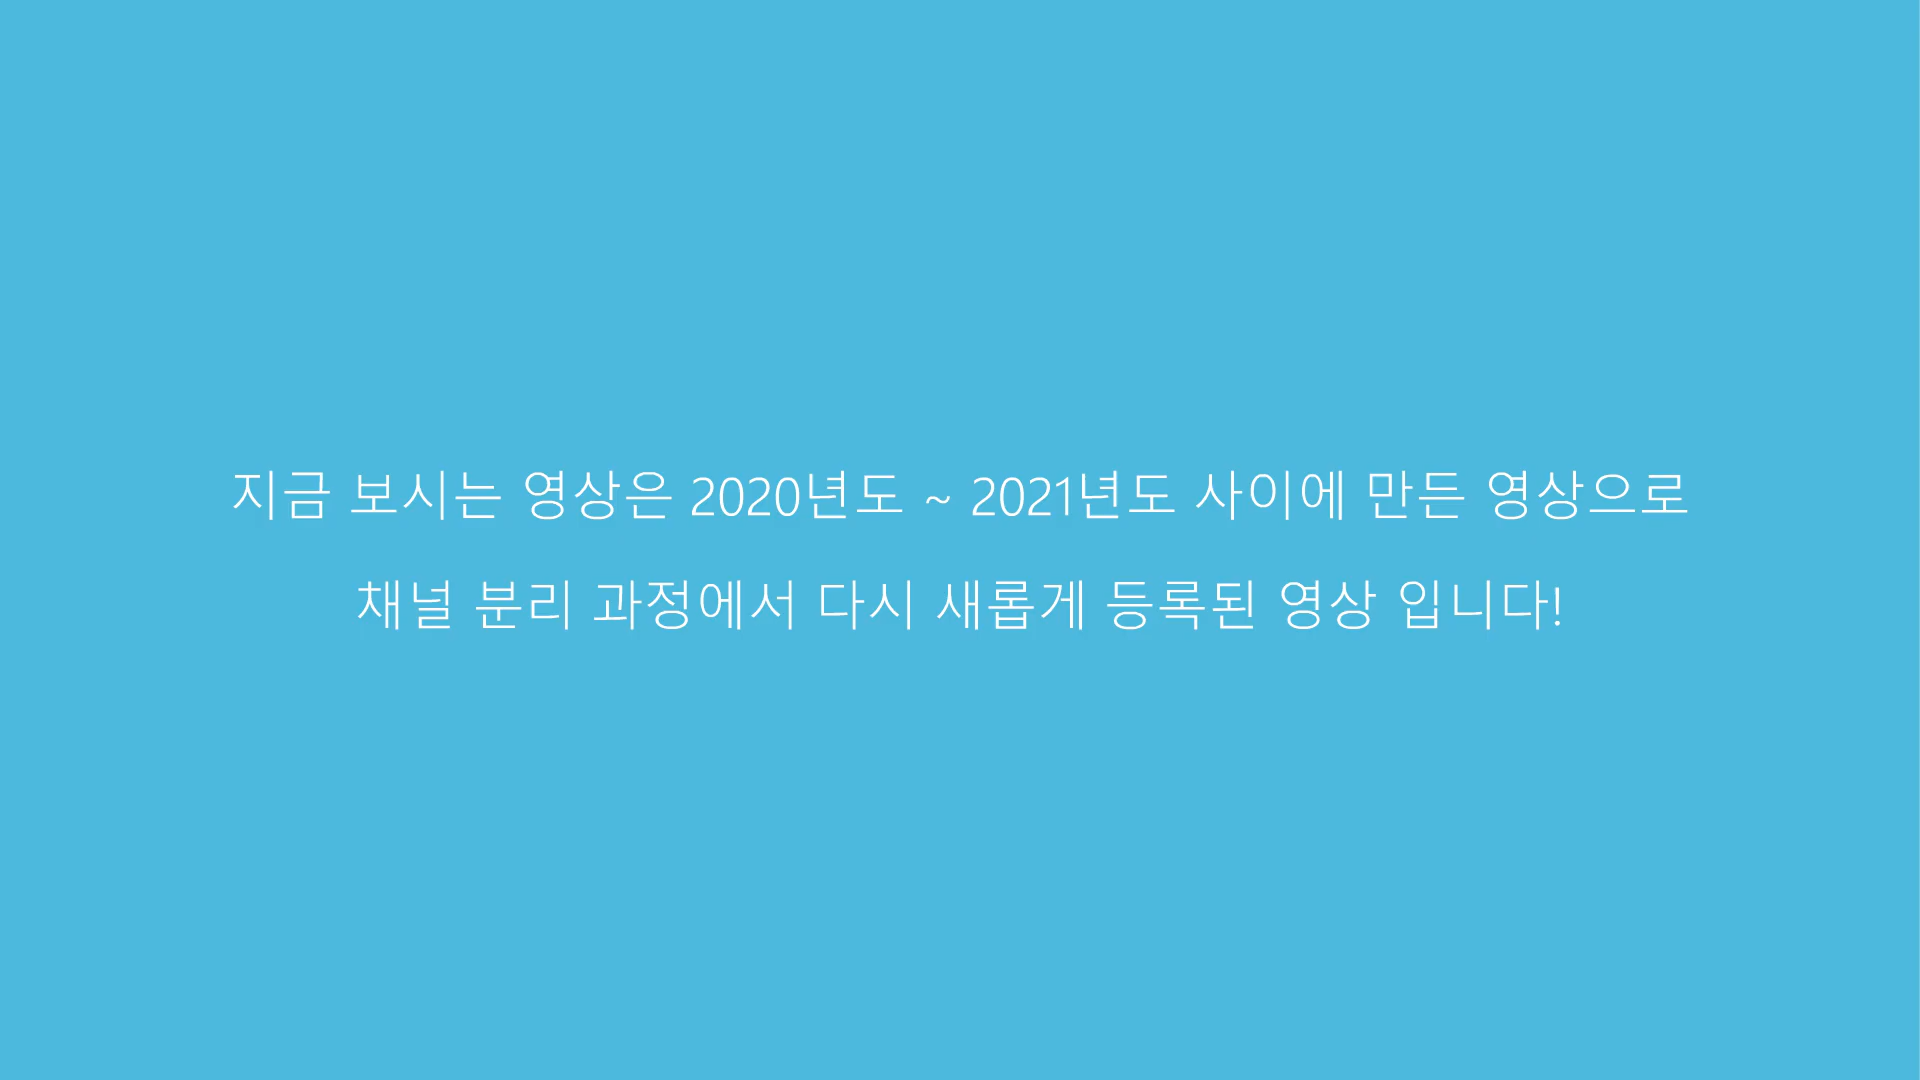 지금 보시는 영상은 2020년도 ~ 2021년도 사이에 만든 영상으로
채널 분리 과정에서 다시 새롭게 등록된 영상 입니다!